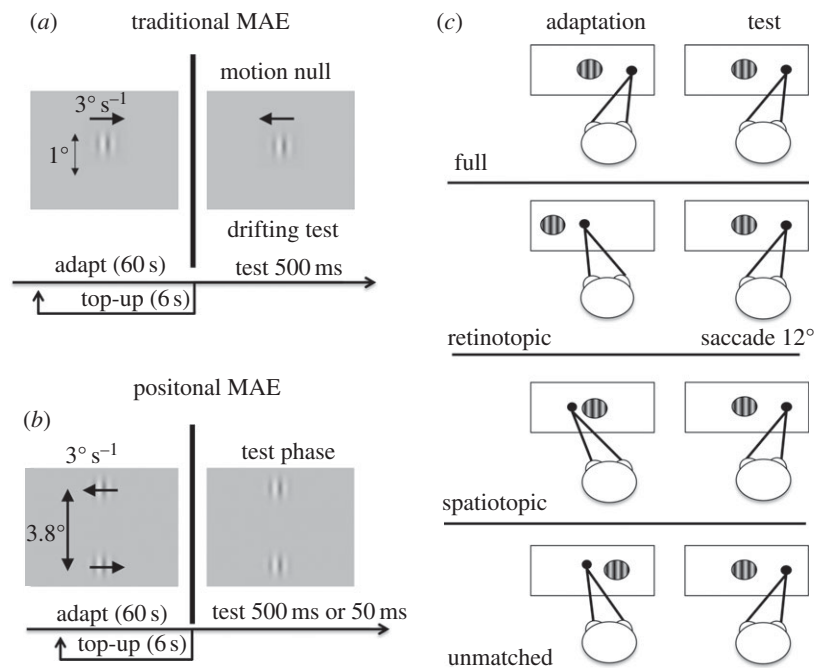 (a) traditional MAE
motion null
3° s−1
1°
drifting test
adapt (60 s) test 500 ms
top-up (6 s)
positonal MAE
(b)
3° s−1 test phase
3.8°
adapt (60 s) test 500 ms or 50 ms
top-up (6 s)
(c) adaptation test
full
retinotopic saccade 12°
spatiotopic
unmatched